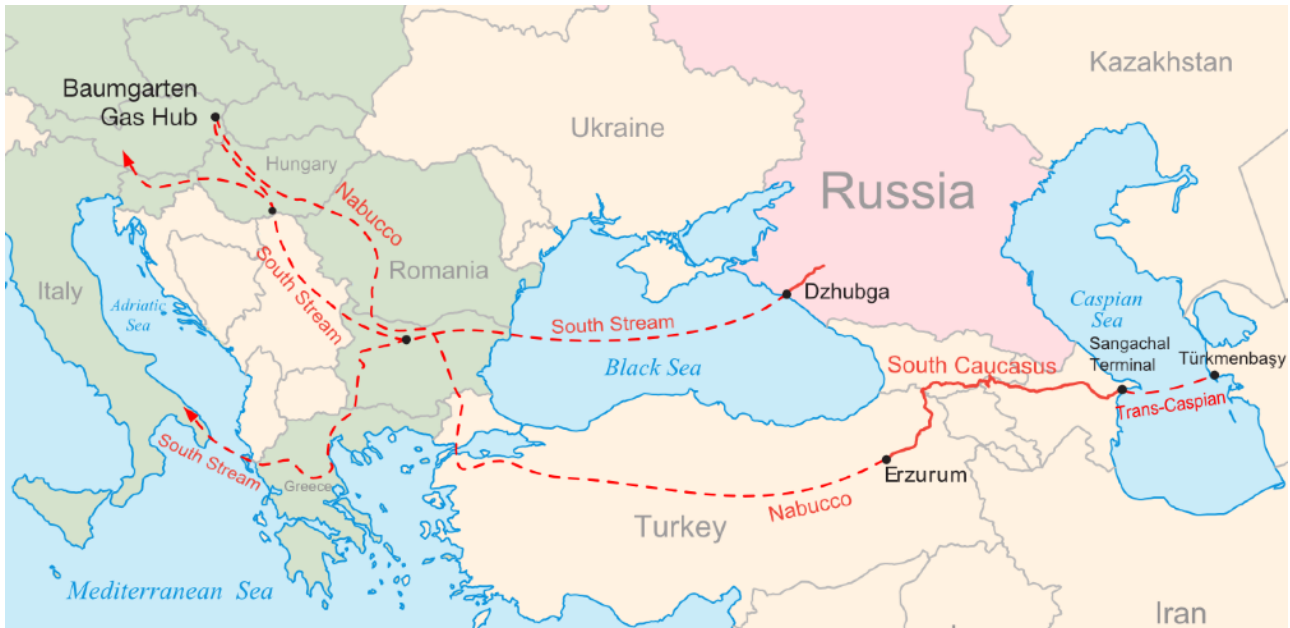 Baumgarten
Gas Hub
Kazakhstan
Ukraine
Hungary
Russia
Nabucco
South Stream
Romania
Italy
Adriatic
Sea
Dzhubga
Caspian
Sea
South Stream
Sangachal
Terminal
Türkmenbaşy
Black Sea
South Caucasus
Trans-Caspian
South Stream
Greece
Erzurum
Nabucco
Turkey
Mediterranean Sea
Iran